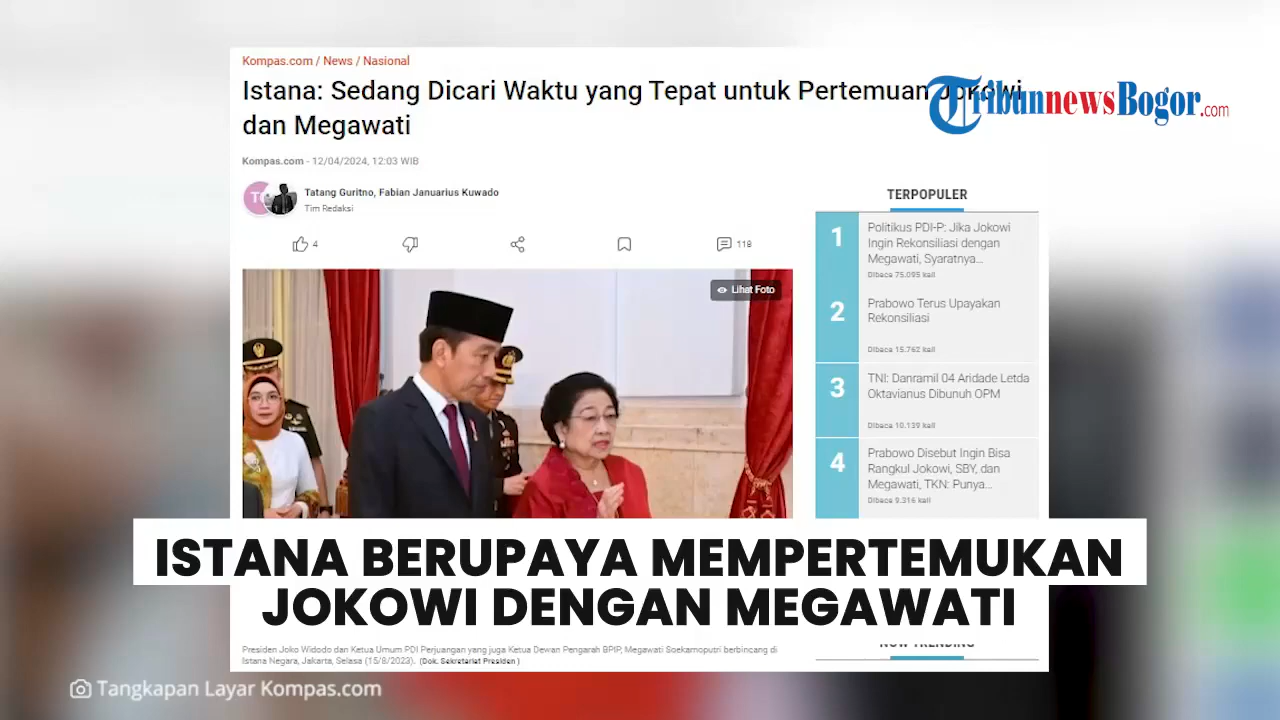 Kompas.com / News / Nasional
Istana: Sedang Dicari Waktu yang Tepat untuk Pertemuan Jokowi
dan Megawati
TribunnewsBogor.com
Kompas.com - 12/04/2024, 12:03 WIB
Tatang Guritno, Fabian Januarius Kuwado
Tim Redaksi
4
118
Lihat Foto
TERPOPULER
1
Politikus PDI-P: Jika Jokowi
Ingin Rekonsiliasi dengan
Megawati, Syaratnya...
Dibaca 75.095 kali
2
Prabowo Terus Upayakan
Rekonsiliasi
Dibaca 15.762 kali
3
TNI: Danramil 04 Aridade Letda
Oktavianus Dibunuh OPM
Dibaca 10.139 kali
4
Prabowo Disebut Ingin Bisa
Rangkul Jokowi, SBY, dan
Megawati, TKN: Punya...
Dibaca 9.316 kali
ISTANA BERUPAYA MEMPERTEMUKAN
JOKOWI DENGAN MEGAWATI
NOW TRENDING
Presiden Joko Widodo dan Ketua Umum PDI Perjuangan yang juga Ketua Dewan Pengarah BPIP, Megawati Soekarnoputri berbincang di
Istana Negara, Jakarta, Selasa (15/8/2023). (Dok. Sekretariat Presiden)
Tangkapan Layar Kompas.com